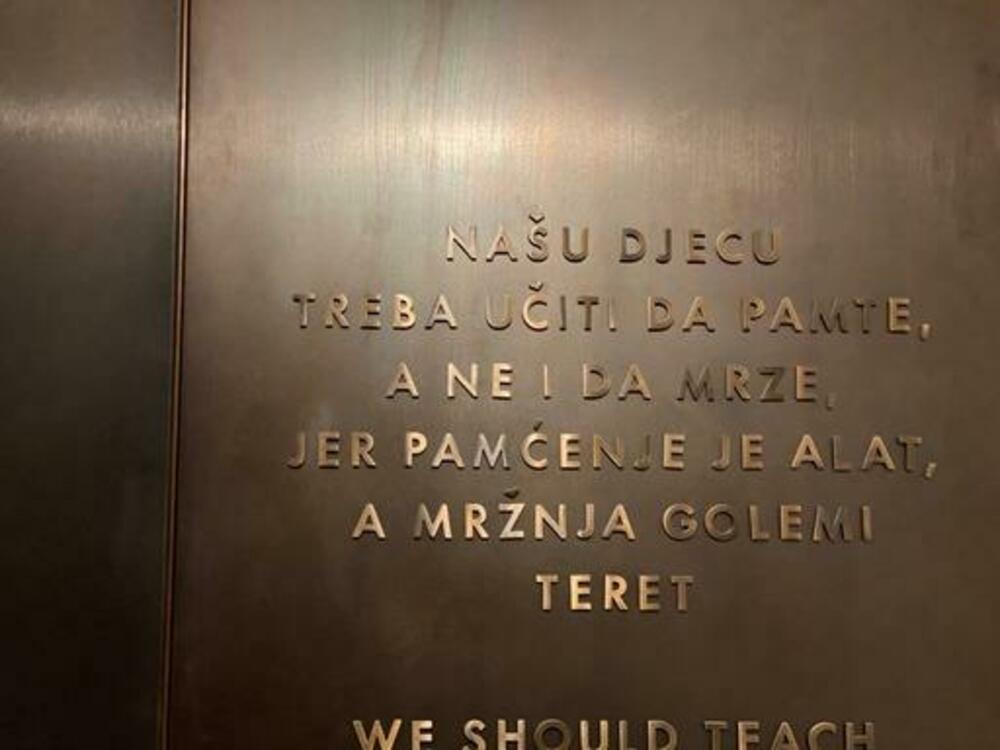 NAŠU DJECU
TREBA UČITI DA PAMTE,
A NE I DA MRZE,
JER PAMĆENJE JE ALAT,
A MRŽNJA GOLEMI
TERET
WE SHOULD TEACH